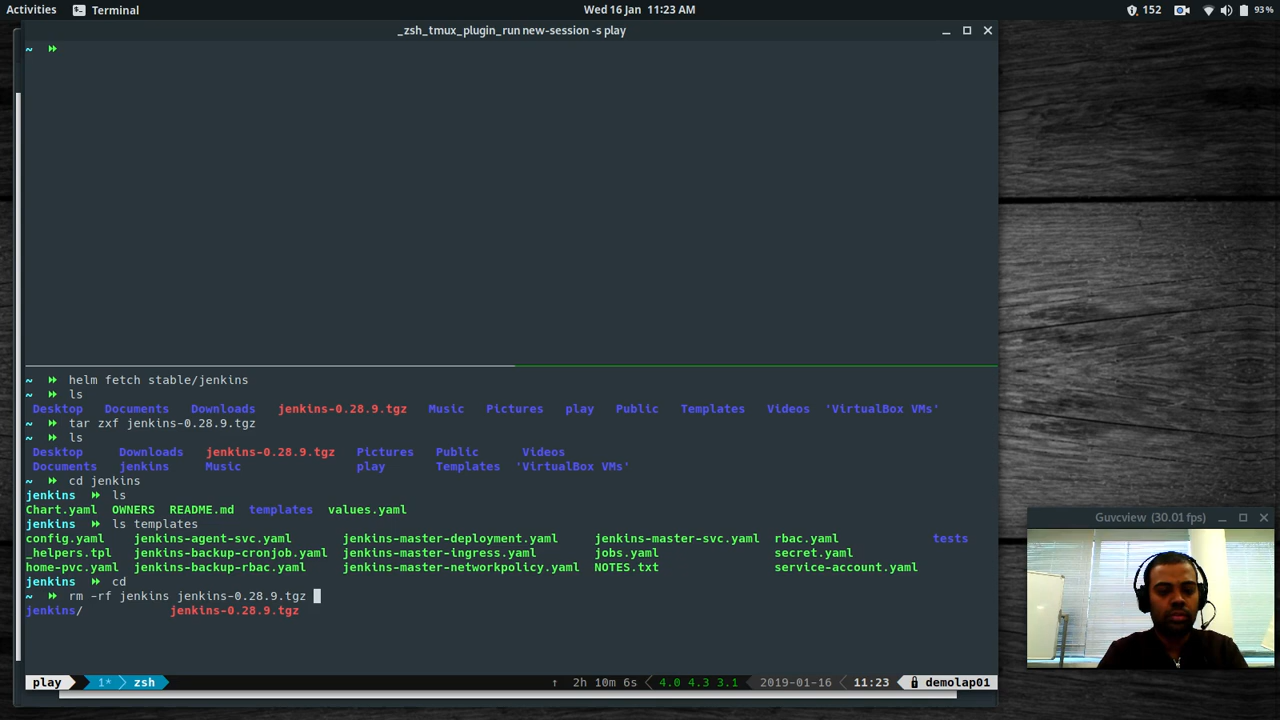 Activities Terminal Wed 16 Jan 11:23 AM 152 93%
_zsh_tmux_plugin_run new-session -s play
~
~ helm fetch stable/jenkins
~ ls
Desktop Documents Downloads jenkins-0.28.9.tgz Music Pictures play Public Templates Videos 'VirtualBox VMs'
~ tar zxf jenkins-0.28.9.tgz
~ ls
Desktop Downloads jenkins-0.28.9.tgz Pictures Public Videos
Documents jenkins Music play Templates 'VirtualBox VMs'
~ cd jenkins
jenkins ls
Chart.yaml OWNERS README.md templates values.yaml
jenkins ls templates
config.yaml jenkins-agent-svc.yaml jenkins-master-deployment.yaml jenkins-master-svc.yaml rbac.yaml tests
_helpers.tpl jenkins-backup-cronjob.yaml jenkins-master-ingress.yaml jobs.yaml secret.yaml
home-pvc.yaml jenkins-backup-rbac.yaml jenkins-master-networkpolicy.yaml NOTES.txt service-account.yaml
jenkins cd
~ rm -rf jenkins jenkins-0.28.9.tgz
jenkins/ jenkins-0.28.9.tgz
play 1* zsh ↑ 2h 10m 6s 4.0 4.3 3.1 2019-01-16 11:23 demolap01
Guvcview (30.01 fps)